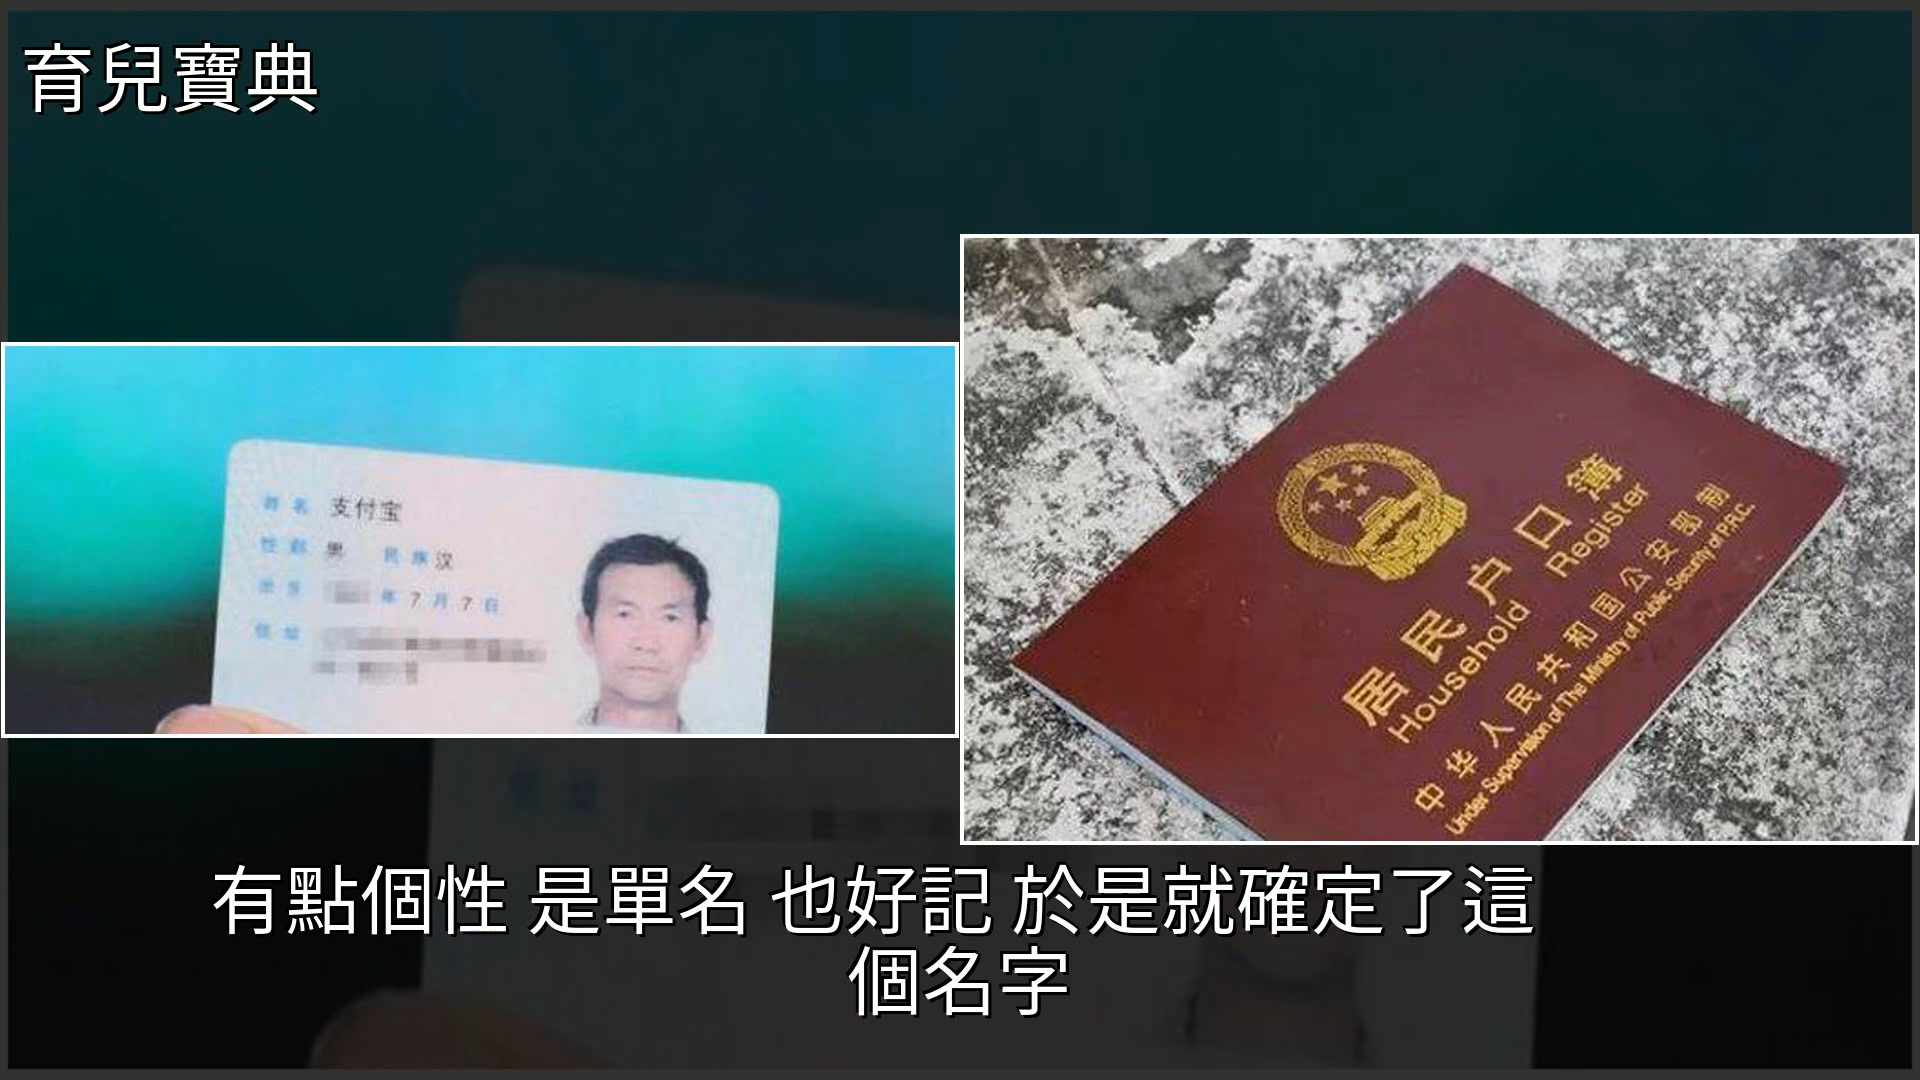 育兒寶典
姓名 支付宝
性别 男 民族 汉
出生 年 7 月 7 日
住址
居民户口簿
Household Register
中华人民共和国公安部制
Under Supervision of The Ministry of Public Security of P.R.C.
有點個性 是單名 也好記 於是就確定了這
個名字